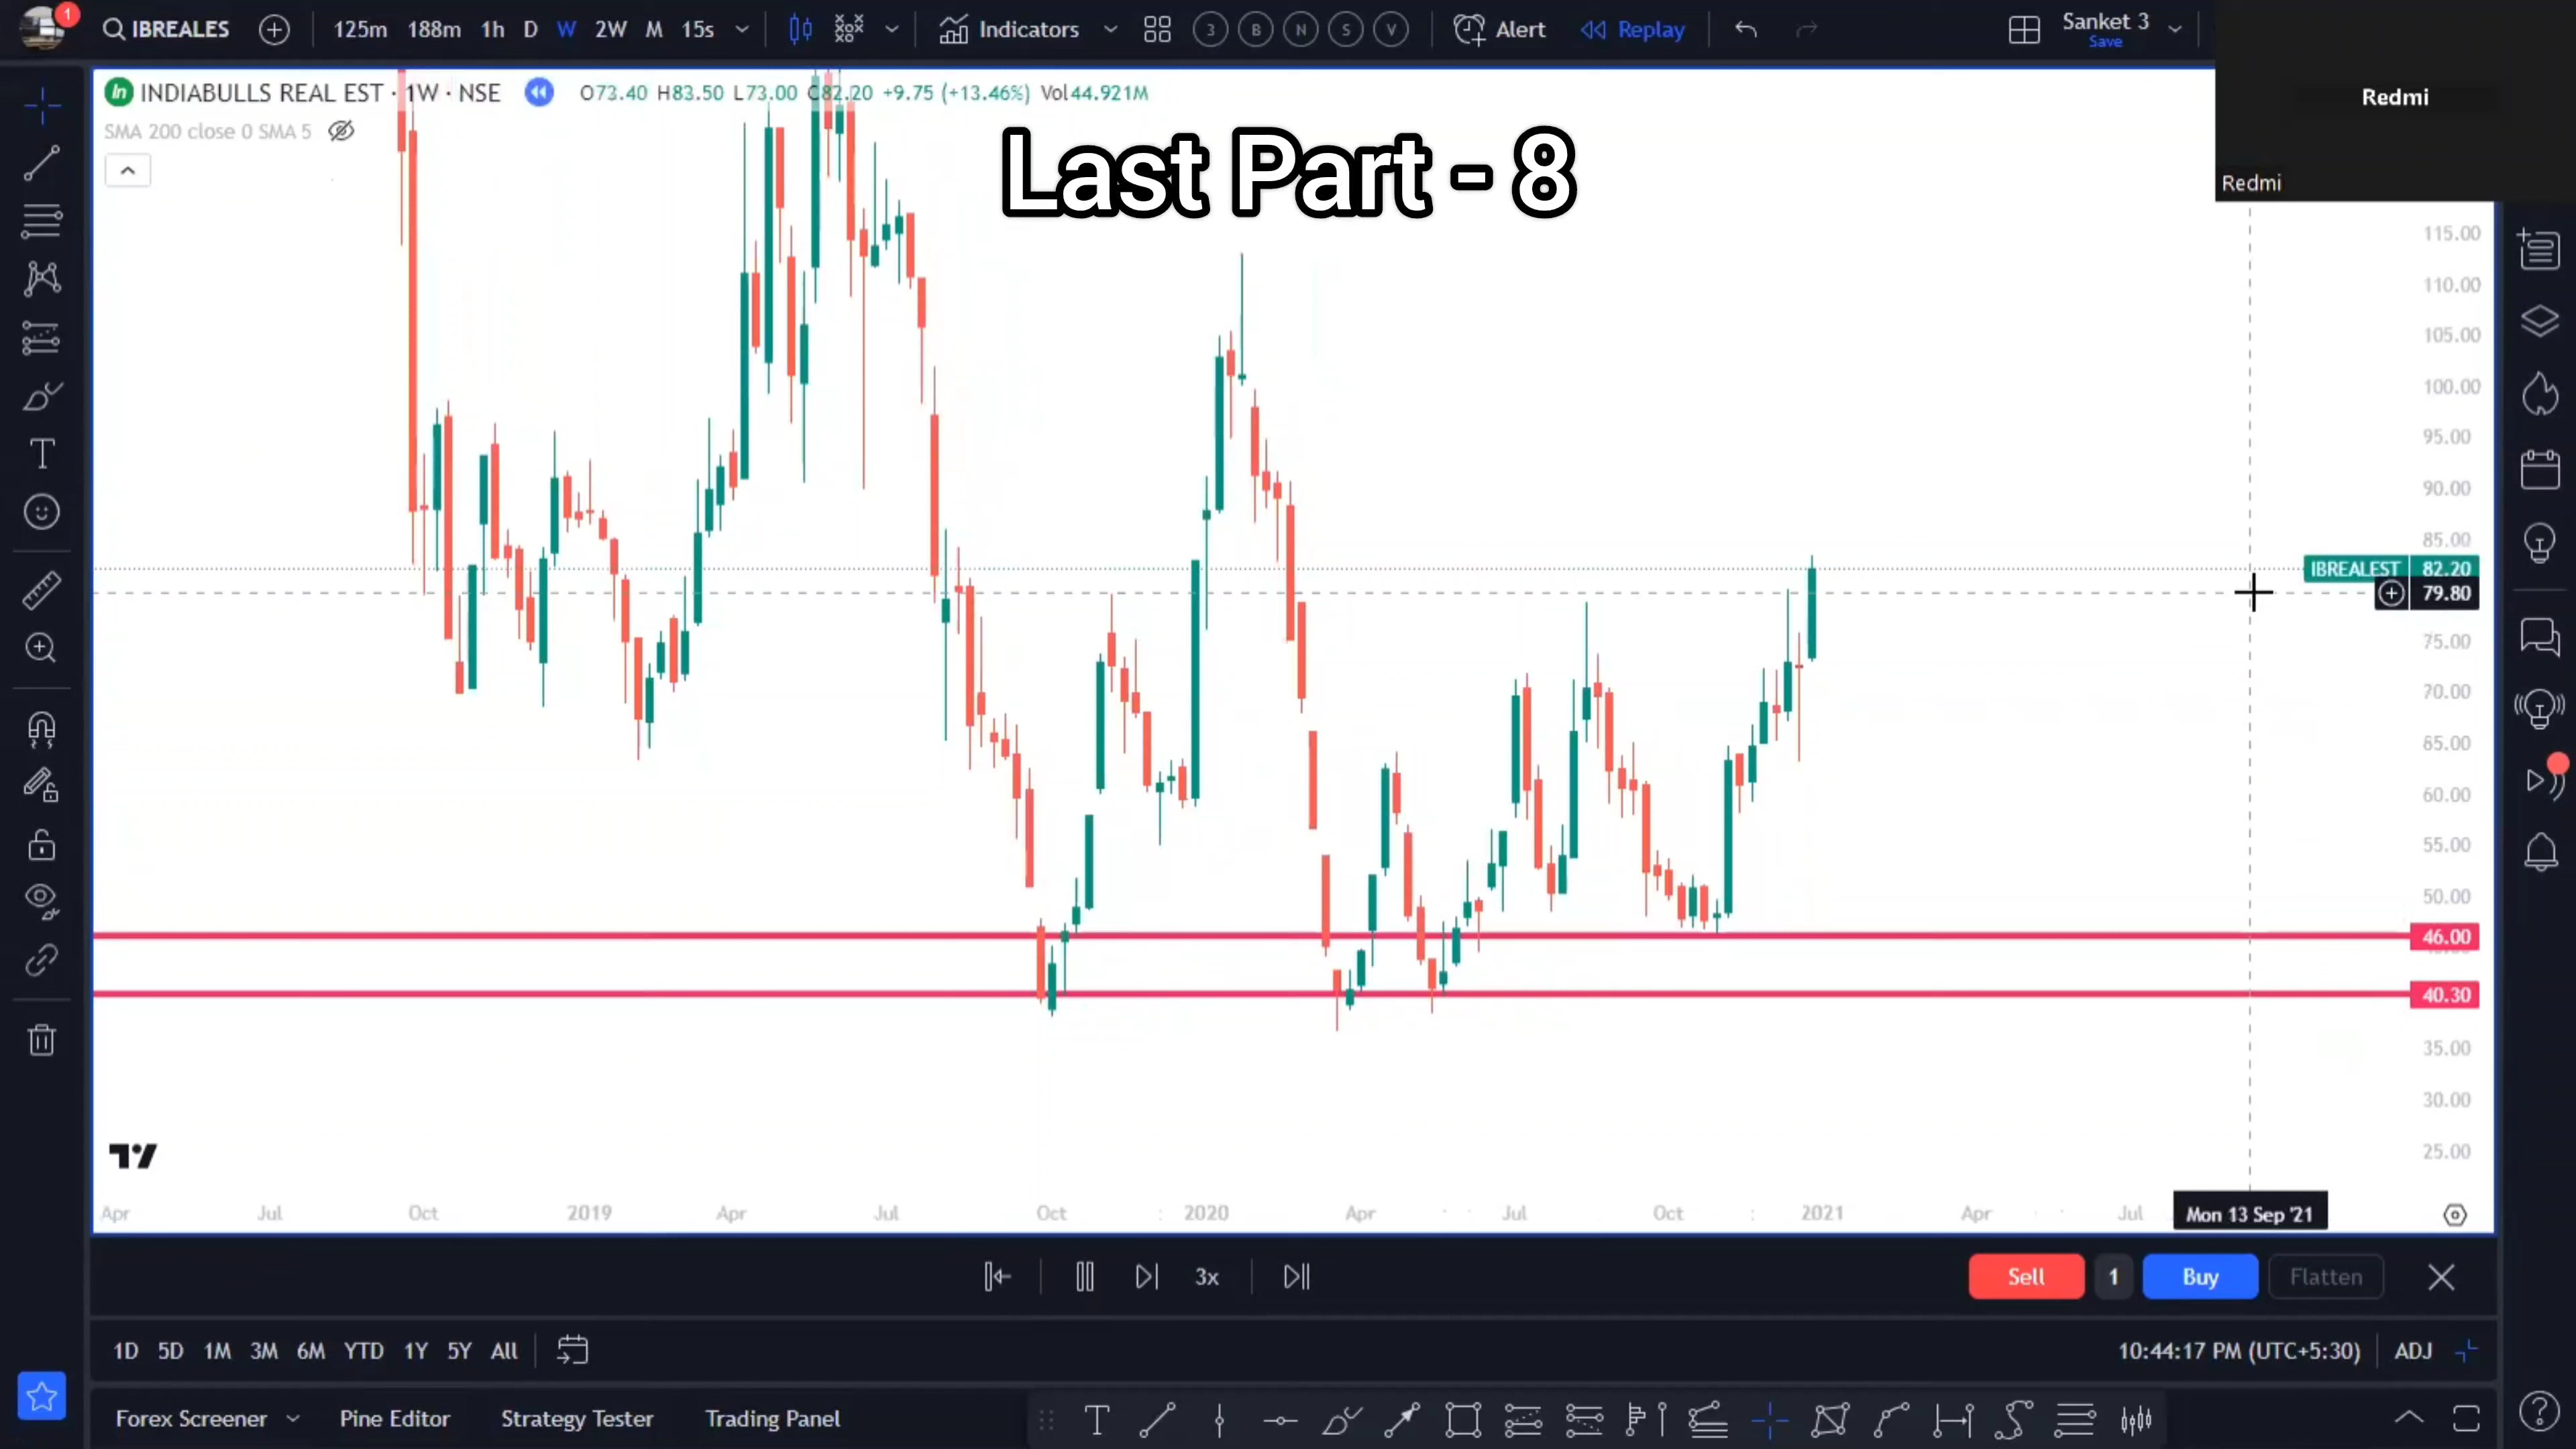 1
IBREALES
125m 188m 1h D W 2W M 15s
Indicators
3 B N S V
Alert
Replay
Sanket 3
Save
Redmi
Redmi
INDIABULLS REAL EST · 1W · NSE
O73.40 H83.50 L73.00 C82.20 +9.75 (+13.46%) Vol44.921M
SMA 200 close 0 SMA 5
Last Part - 8
115.00
110.00
105.00
100.00
95.00
90.00
85.00
IBREALEST 82.20
79.80
75.00
70.00
65.00
60.00
55.00
50.00
46.00
40.30
35.00
30.00
25.00
Apr Jul Oct 2019 Apr Jul Oct 2020 Apr Jul Oct 2021 Apr Jul Mon 13 Sep '21
3x
Sell 1 Buy Flatten
1D 5D 1M 3M 6M YTD 1Y 5Y All
10:44:17 PM (UTC+5:30) ADJ
Forex Screener Pine Editor Strategy Tester Trading Panel